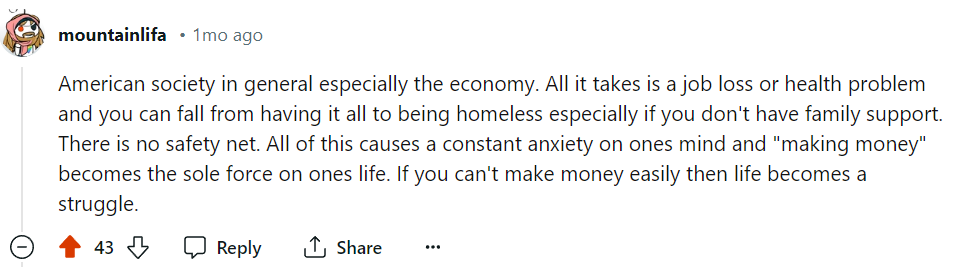 mountainlifa • 1mo ago
American society in general especially the economy. All it takes is a job loss or health problem
and you can fall from having it all to being homeless especially if you don't have family support.
There is no safety net. All of this causes a constant anxiety on ones mind and "making money"
becomes the sole force on ones life. If you can't make money easily then life becomes a
struggle.
43 Reply Share ...